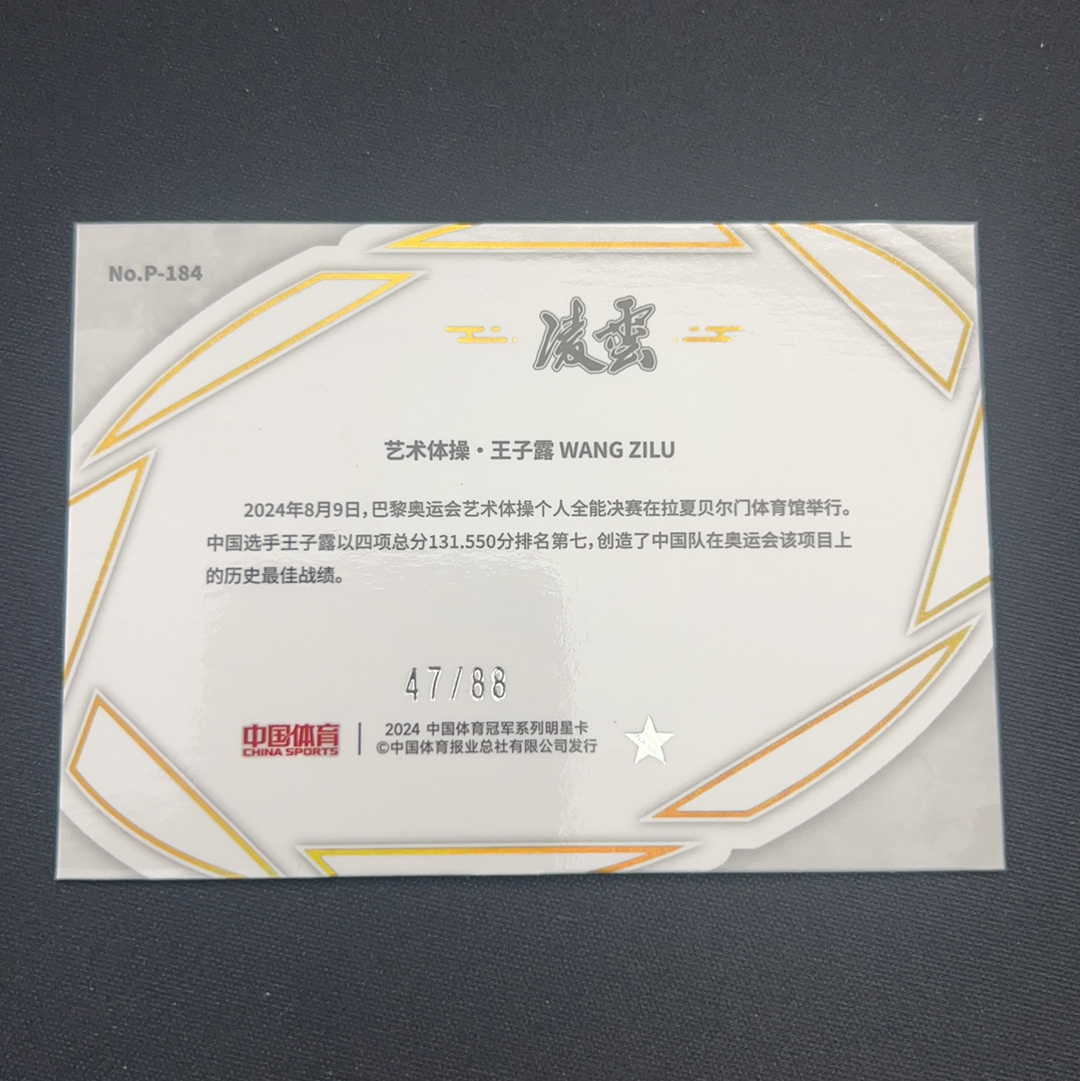 No.P-184
凌雲
艺术体操·王子露 WANG ZILU
2024年8月9日,巴黎奥运会艺术体操个人全能决赛在拉夏贝尔门体育馆举行。
中国选手王子露以四项总分131.550分排名第七,创造了中国队在奥运会该项目上
的历史最佳战绩。
47/88
中国体育
CHINA SPORTS
2024 中国体育冠军系列明星卡
©中国体育报业总社有限公司发行